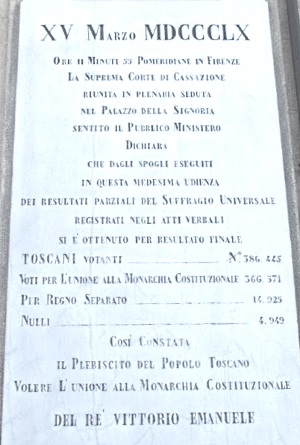 XV MARZO MDCCCLX
ORE 11 MINUTI 55 POMERIDIANE IN FIRENZE
LA SUPREMA CORTE DI CASSAZIONE
RIUNITA IN PLENARIA SEDUTA
NEL PALAZZO DELLA SIGNORIA
SENTITO IL PUBBLICO MINISTERO
DICHIARA
CHE DAGLI SPOGLI ESEGUITI
IN QUESTA MEDESIMA UDIENZA
DEI RESULTATI PARZIALI DEL SUFFRAGIO UNIVERSALE
REGISTRATI NEGLI ATTI VERBALI
SI E' OTTENUTO PER RESULTATO FINALE
TOSCANI VOTANTI N.º 386.445
VOTI PER L'UNIONE ALLA MONARCHIA COSTITUZIONALE 366.571
PER REGNO SEPARATO 14.925
NULLI 4.949
COSÍ CONSTATA
IL PLEBISCITO DEL POPOLO TOSCANO
VOLERE L'UNIONE ALLA MONARCHIA COSTITUZIONALE
DEL RE' VITTORIO EMANUELE